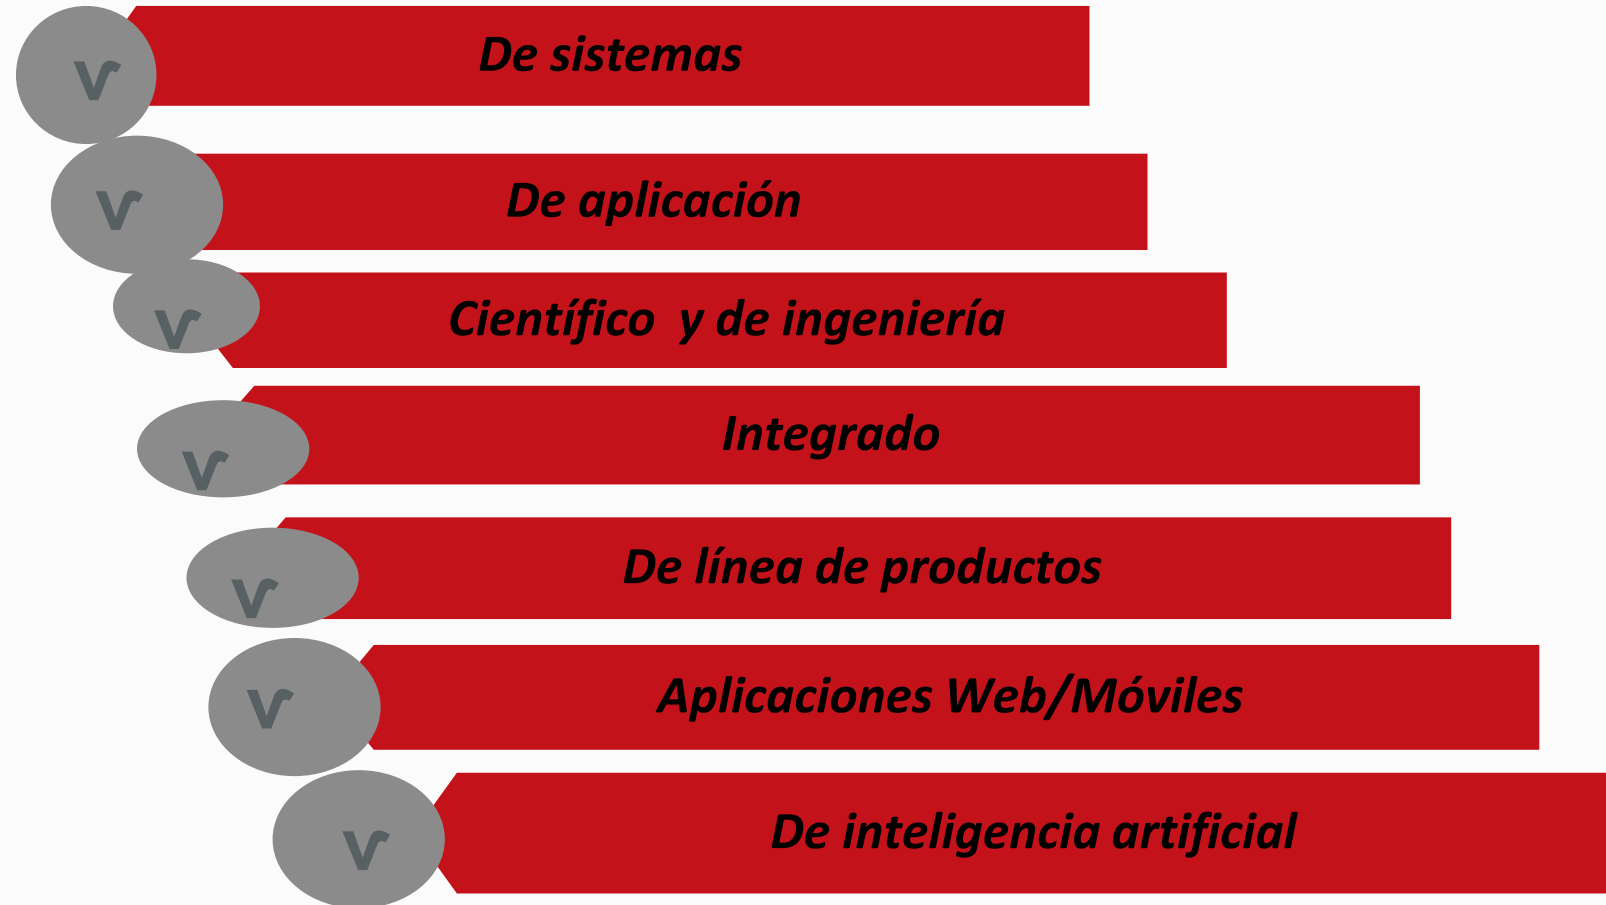 ⱱ De sistemas
ⱱ De aplicación
ⱱ Científico  y de ingeniería
ⱱ Integrado
ⱱ De línea de productos
ⱱ Aplicaciones Web/Móviles
ⱱ De inteligencia artificial